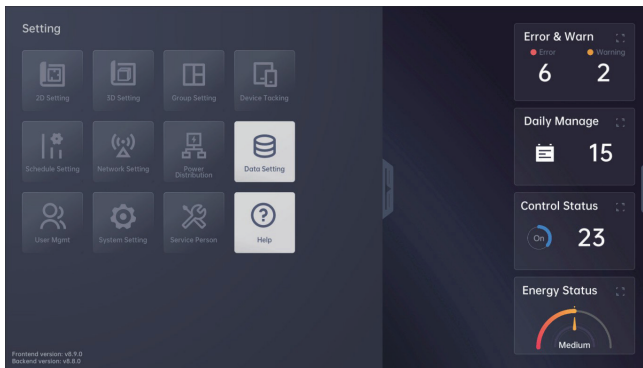 Setting
2D Setting
3D Setting
Group Setting
Device Tacking
Schedule Setting
Network Setting
Power
Distribution
Data Setting
User Mgmt
System Setting
Service Person
Help
Frontend version: v8.9.0
Backend version: v8.8.0
Error & Warn
Error
Warning
6
2
Daily Manage
15
Control Status
On
23
Energy Status
Medium